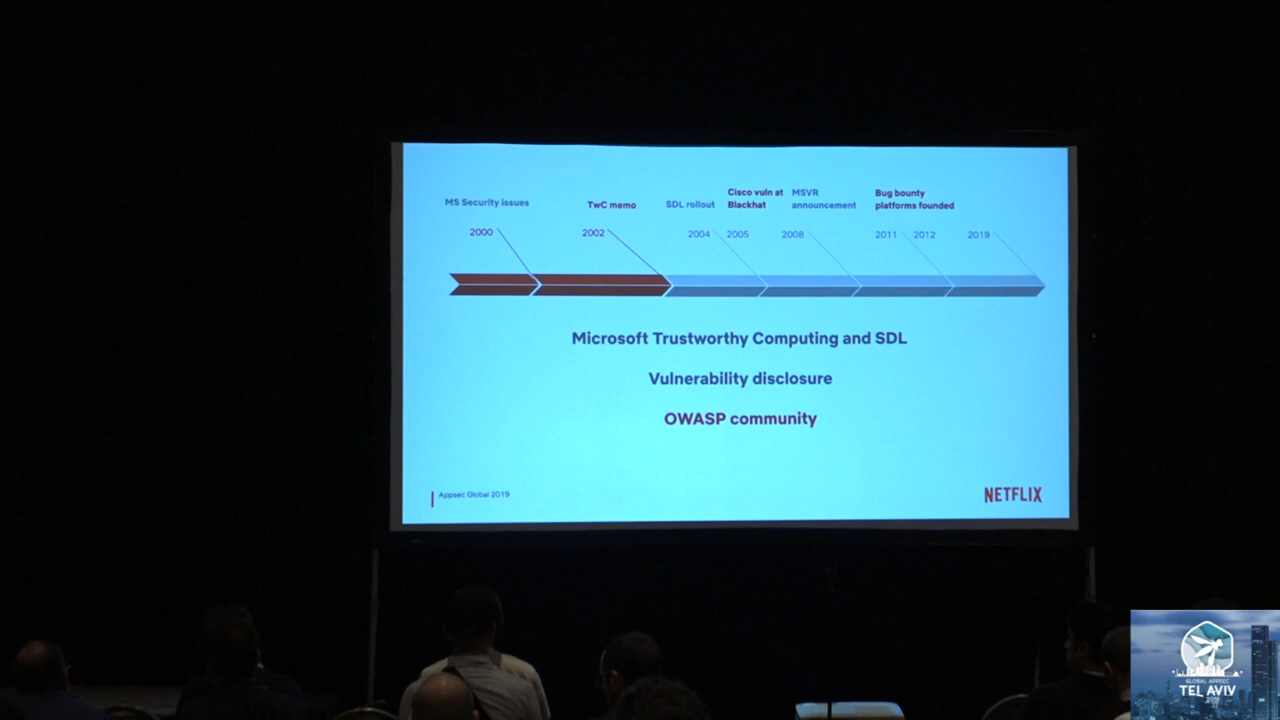 MS Security issues
TwC memo
SDL rollout
Cisco vuln at
Blackhat
MSVR
announcement
Bug bounty
platforms founded
2000
2002
2004
2005
2008
2011
2012
2019
Microsoft Trustworthy Computing and SDL
Vulnerability disclosure
OWASP community
Appsec Global 2019
NETFLIX
GLOBAL APPSEC
TEL AVIV
2019